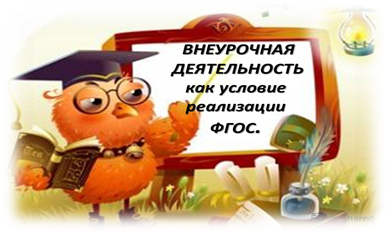 ВНЕУРОЧНАЯ
ДЕЯТЕЛЬНОСТЬ
как условие
реализации
ФГОС.